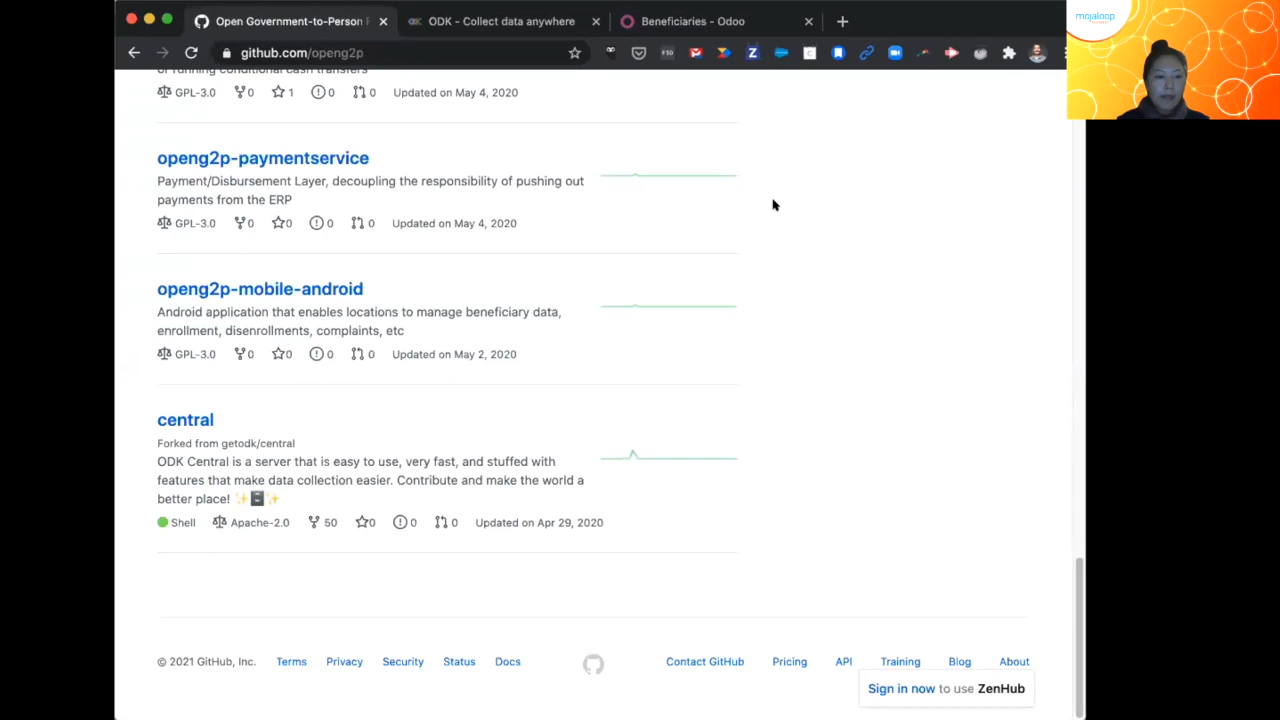 Open Government-to-Person P
ODK - Collect data anywhere
Beneficiaries - Odoo
github.com/openg2p
mojaloop
of running conditional cash transfers
GPL-3.0 0 1 0 0 Updated on May 4, 2020
openg2p-paymentservice
Payment/Disbursement Layer, decoupling the responsibility of pushing out
payments from the ERP
GPL-3.0 0 0 0 0 Updated on May 4, 2020
openg2p-mobile-android
Android application that enables locations to manage beneficiary data,
enrollment, disenrollments, complaints, etc
GPL-3.0 0 0 0 0 Updated on May 2, 2020
central
Forked from getodk/central
ODK Central is a server that is easy to use, very fast, and stuffed with
features that make data collection easier. Contribute and make the world a
better place! ✨🗄️✨
Shell Apache-2.0 50 0 0 0 Updated on Apr 29, 2020
© 2021 GitHub, Inc. Terms Privacy Security Status Docs Contact GitHub Pricing API Training Blog About
Sign in now to use ZenHub